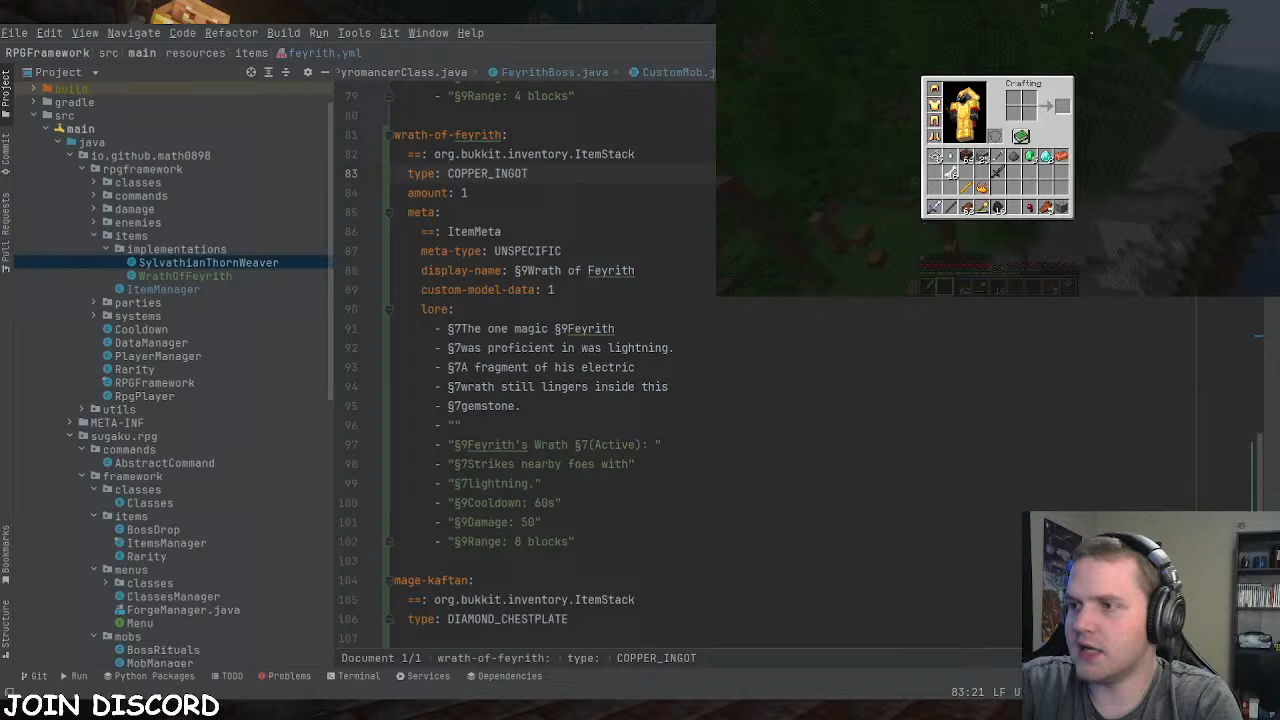 File Edit View Navigate Code Refactor Build Run Tools Git Window Help
RPGFramework src main resources items feyrith.yml
Project
yromancerClass.java FeyrithBoss.java CustomMob.j
build
gradle
src
main
java
io.github.math0898
rpgframework
classes
commands
damage
enemies
items
implementations
SylvathianThornWeaver
WrathOfFeyrith
ItemManager
parties
systems
Cooldown
DataManager
PlayerManager
Rarity
RPGFramework
RpgPlayer
utils
META-INF
sugaku.rpg
commands
AbstractCommand
framework
classes
Classes
items
BossDrop
ItemsManager
Rarity
menus
classes
ClassesManager
ForgeManager.java
Menu
mobs
BossRituals
MobManager
Project
Commit
Pull Requests
Bookmarks
Structure
79 - "§9Range: 4 blocks"
80
81 wrath-of-feyrith:
82 ==: org.bukkit.inventory.ItemStack
83 type: COPPER_INGOT
84 amount: 1
85 meta:
86 ==: ItemMeta
87 meta-type: UNSPECIFIC
88 display-name: §9Wrath of Feyrith
89 custom-model-data: 1
90 lore:
91 - §7The one magic §9Feyrith
92 - §7was proficient in was lightning.
93 - §7A fragment of his electric
94 - §7wrath still lingers inside this
95 - §7gemstone.
96 - ""
97 - "§9Feyrith's Wrath §7(Active): "
98 - "§7Strikes nearby foes with"
99 - "§7lightning."
100 - "§9Cooldown: 60s"
101 - "§9Damage: 50"
102 - "§9Range: 8 blocks"
103
104 mage-kaftan:
105 ==: org.bukkit.inventory.ItemStack
106 type: DIAMOND_CHESTPLATE
107
Document 1/1 wrath-of-feyrith: type: COPPER_INGOT
Crafting
Git Run Python Packages TODO Problems Terminal Services Dependencies
83:21 LF U
JOIN DISCORD